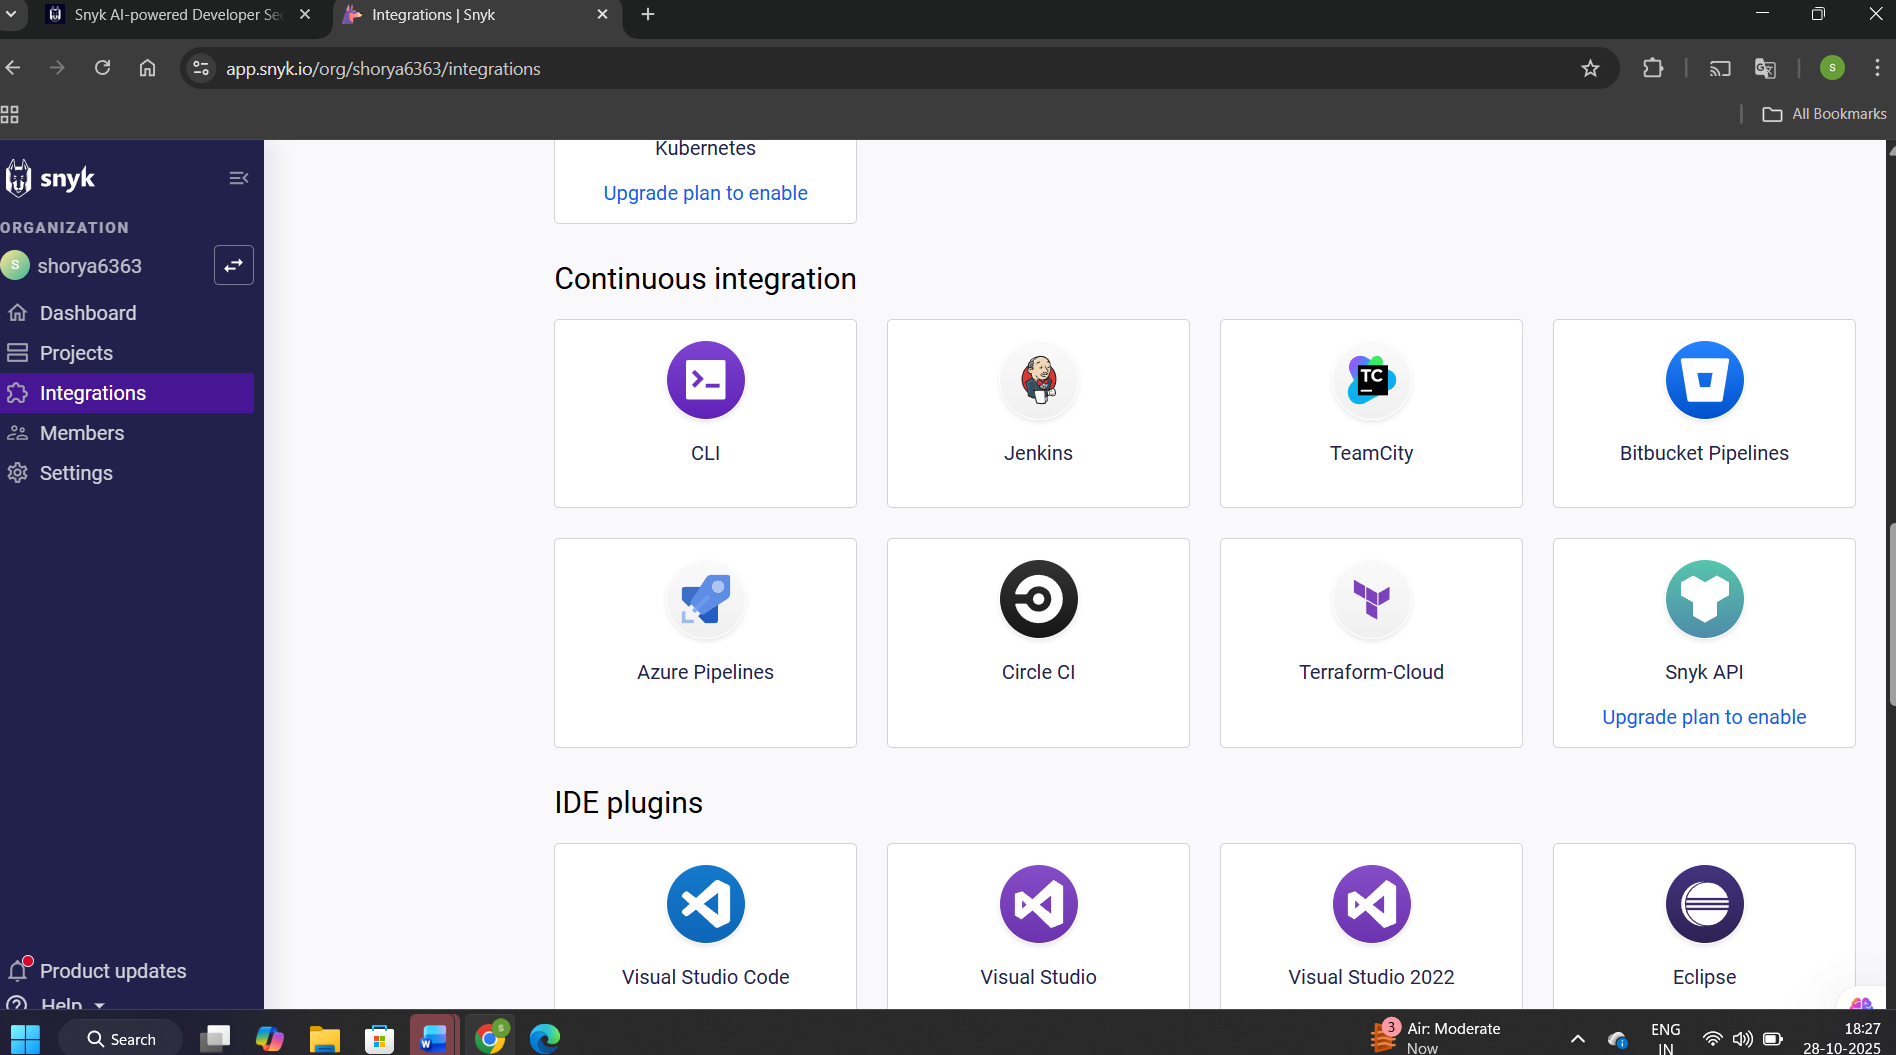 Snyk AI-powered Developer Sec
Integrations | Snyk
app.snyk.io/org/shorya6363/integrations
S
All Bookmarks
snyk
ORGANIZATION
S
shorya6363
Dashboard
Projects
Integrations
Members
Settings
Product updates
Help
Kubernetes
Upgrade plan to enable
Continuous integration
CLI
Jenkins
TC
TeamCity
Bitbucket Pipelines
Azure Pipelines
Circle CI
Terraform-Cloud
Snyk API
Upgrade plan to enable
IDE plugins
Visual Studio Code
Visual Studio
Visual Studio 2022
Eclipse
Search
W
S
3
Air: Moderate
Now
ENG
IN
18:27
28-10-2025